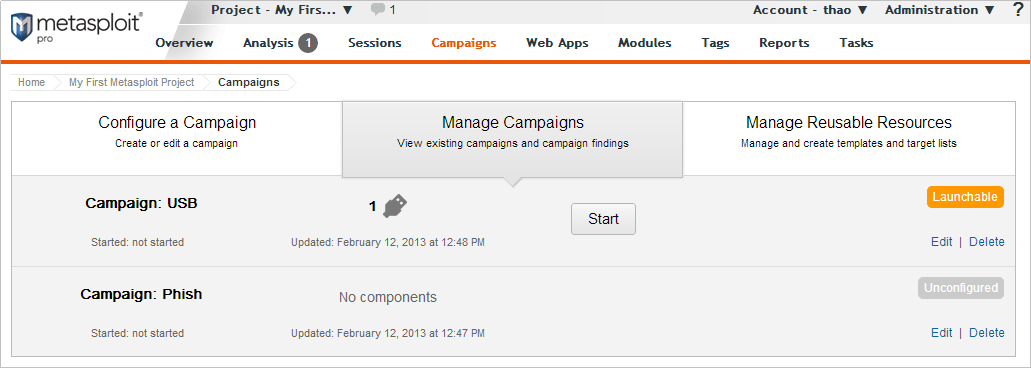 metasploit®
pro
Project - My Firs... ▼ 1 Account - thao ▼ Administration ▼ ?
Overview Analysis 1 Sessions Campaigns Web Apps Modules Tags Reports Tasks
Home My First Metasploit Project Campaigns
Configure a Campaign
Create or edit a campaign
Manage Campaigns
View existing campaigns and campaign findings
Manage Reusable Resources
Manage and create templates and target lists
Campaign: USB 1 Start Launchable
Started: not started Updated: February 12, 2013 at 12:48 PM Edit | Delete
Campaign: Phish No components Unconfigured
Started: not started Updated: February 12, 2013 at 12:47 PM Edit | Delete